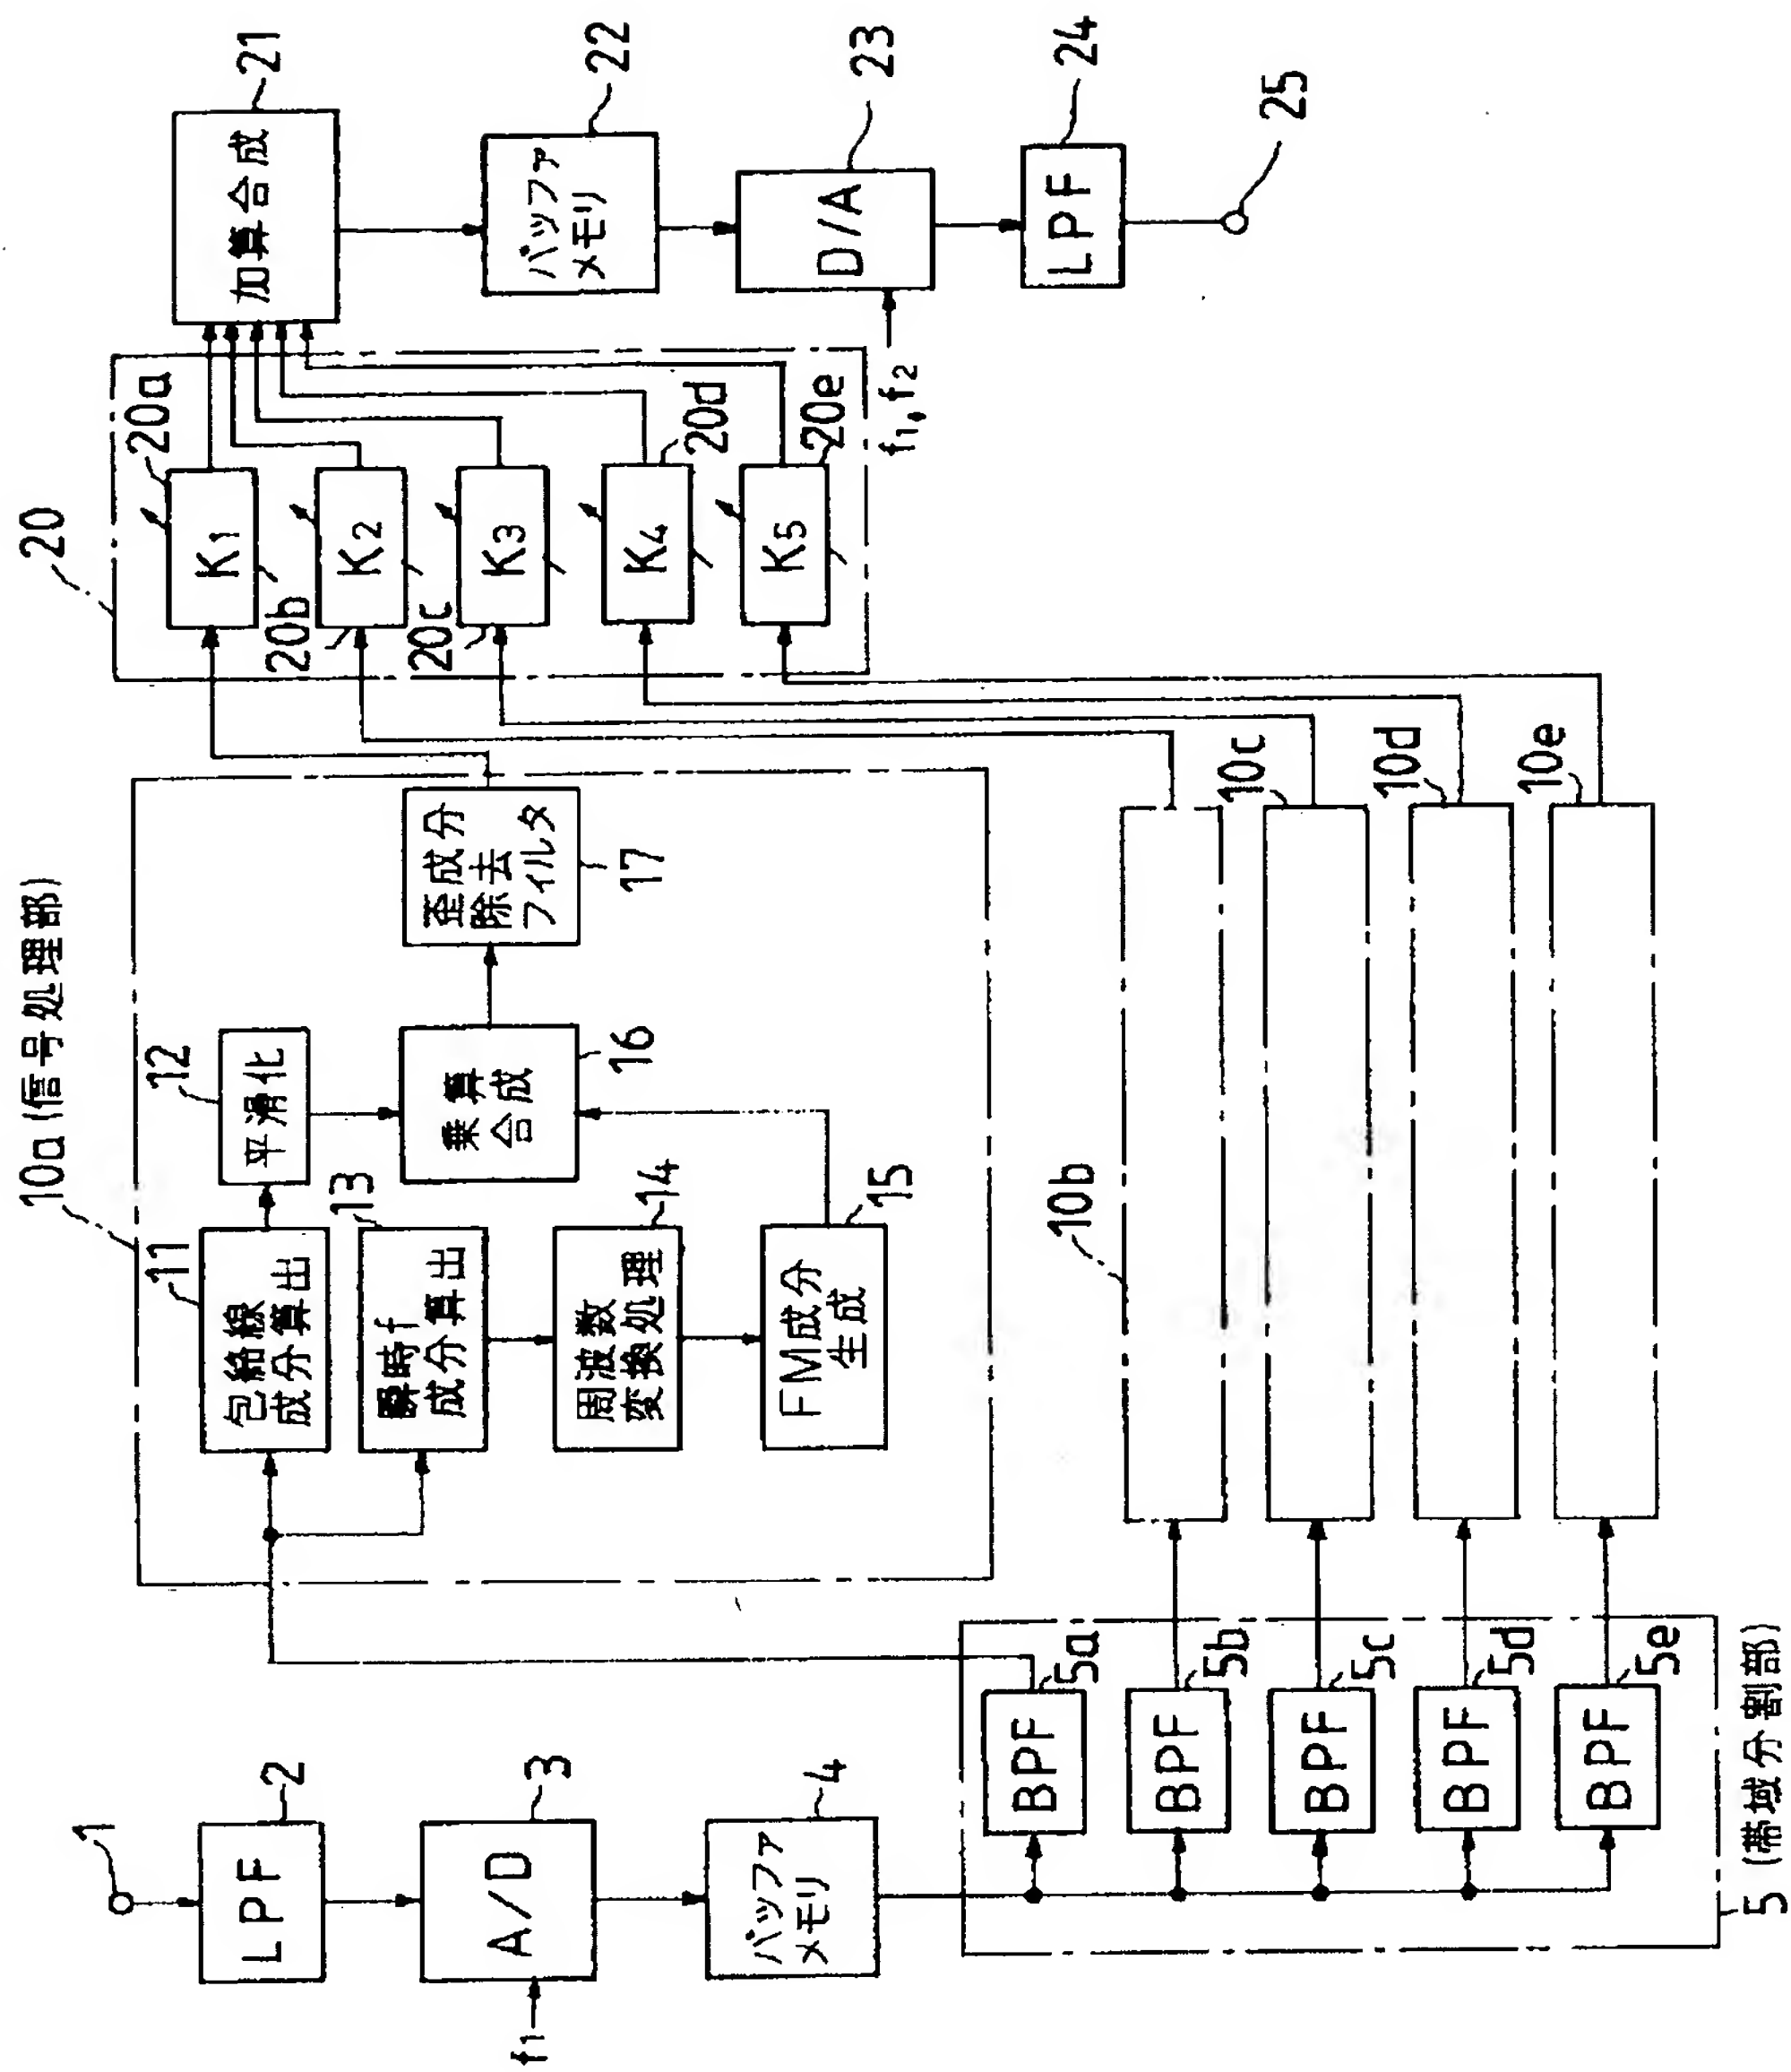 1
LPF
2
f1
A/D
3
バッファ
メモリ
4
5 (帯域分割部)
BPF
5a
BPF
5b
BPF
5c
BPF
5d
BPF
5e
10a (信号処理部)
包絡線
成分算出
11
平滑化
12
瞬時f
成分算出
13
周波数
変換処理
14
FM成分
生成
15
乗算
合成
16
歪成分
除去
フィルタ
17
10b
10c
10d
10e
20
K1
20a
K2
20b
K3
20c
K4
20d
K5
20e
加算合成
21
バッファ
メモリ
22
f1,f2
D/A
23
LPF
24
25